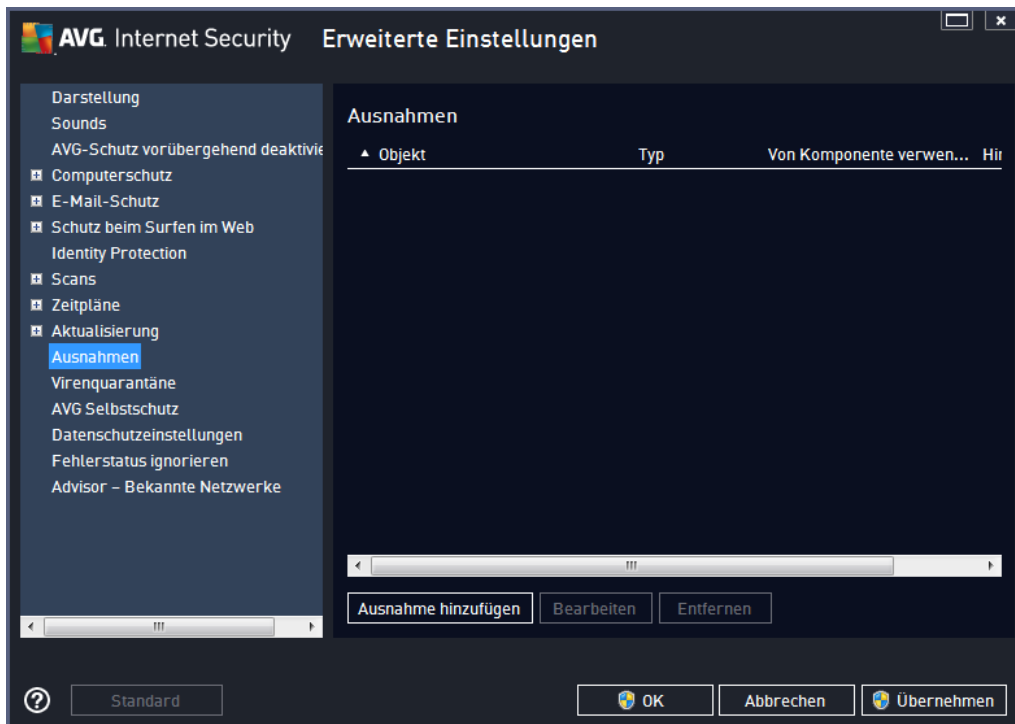 AVG. Internet Security Erweiterte Einstellungen
Darstellung
Sounds
AVG-Schutz vorübergehend deaktivie
Computerschutz
E-Mail-Schutz
Schutz beim Surfen im Web
Identity Protection
Scans
Zeitpläne
Aktualisierung
Ausnahmen
Virenquarantäne
AVG Selbstschutz
Datenschutzeinstellungen
Fehlerstatus ignorieren
Advisor – Bekannte Netzwerke
Ausnahmen
Objekt Typ Von Komponente verwen... Hin
Ausnahme hinzufügen Bearbeiten Entfernen
Standard OK Abbrechen Übernehmen